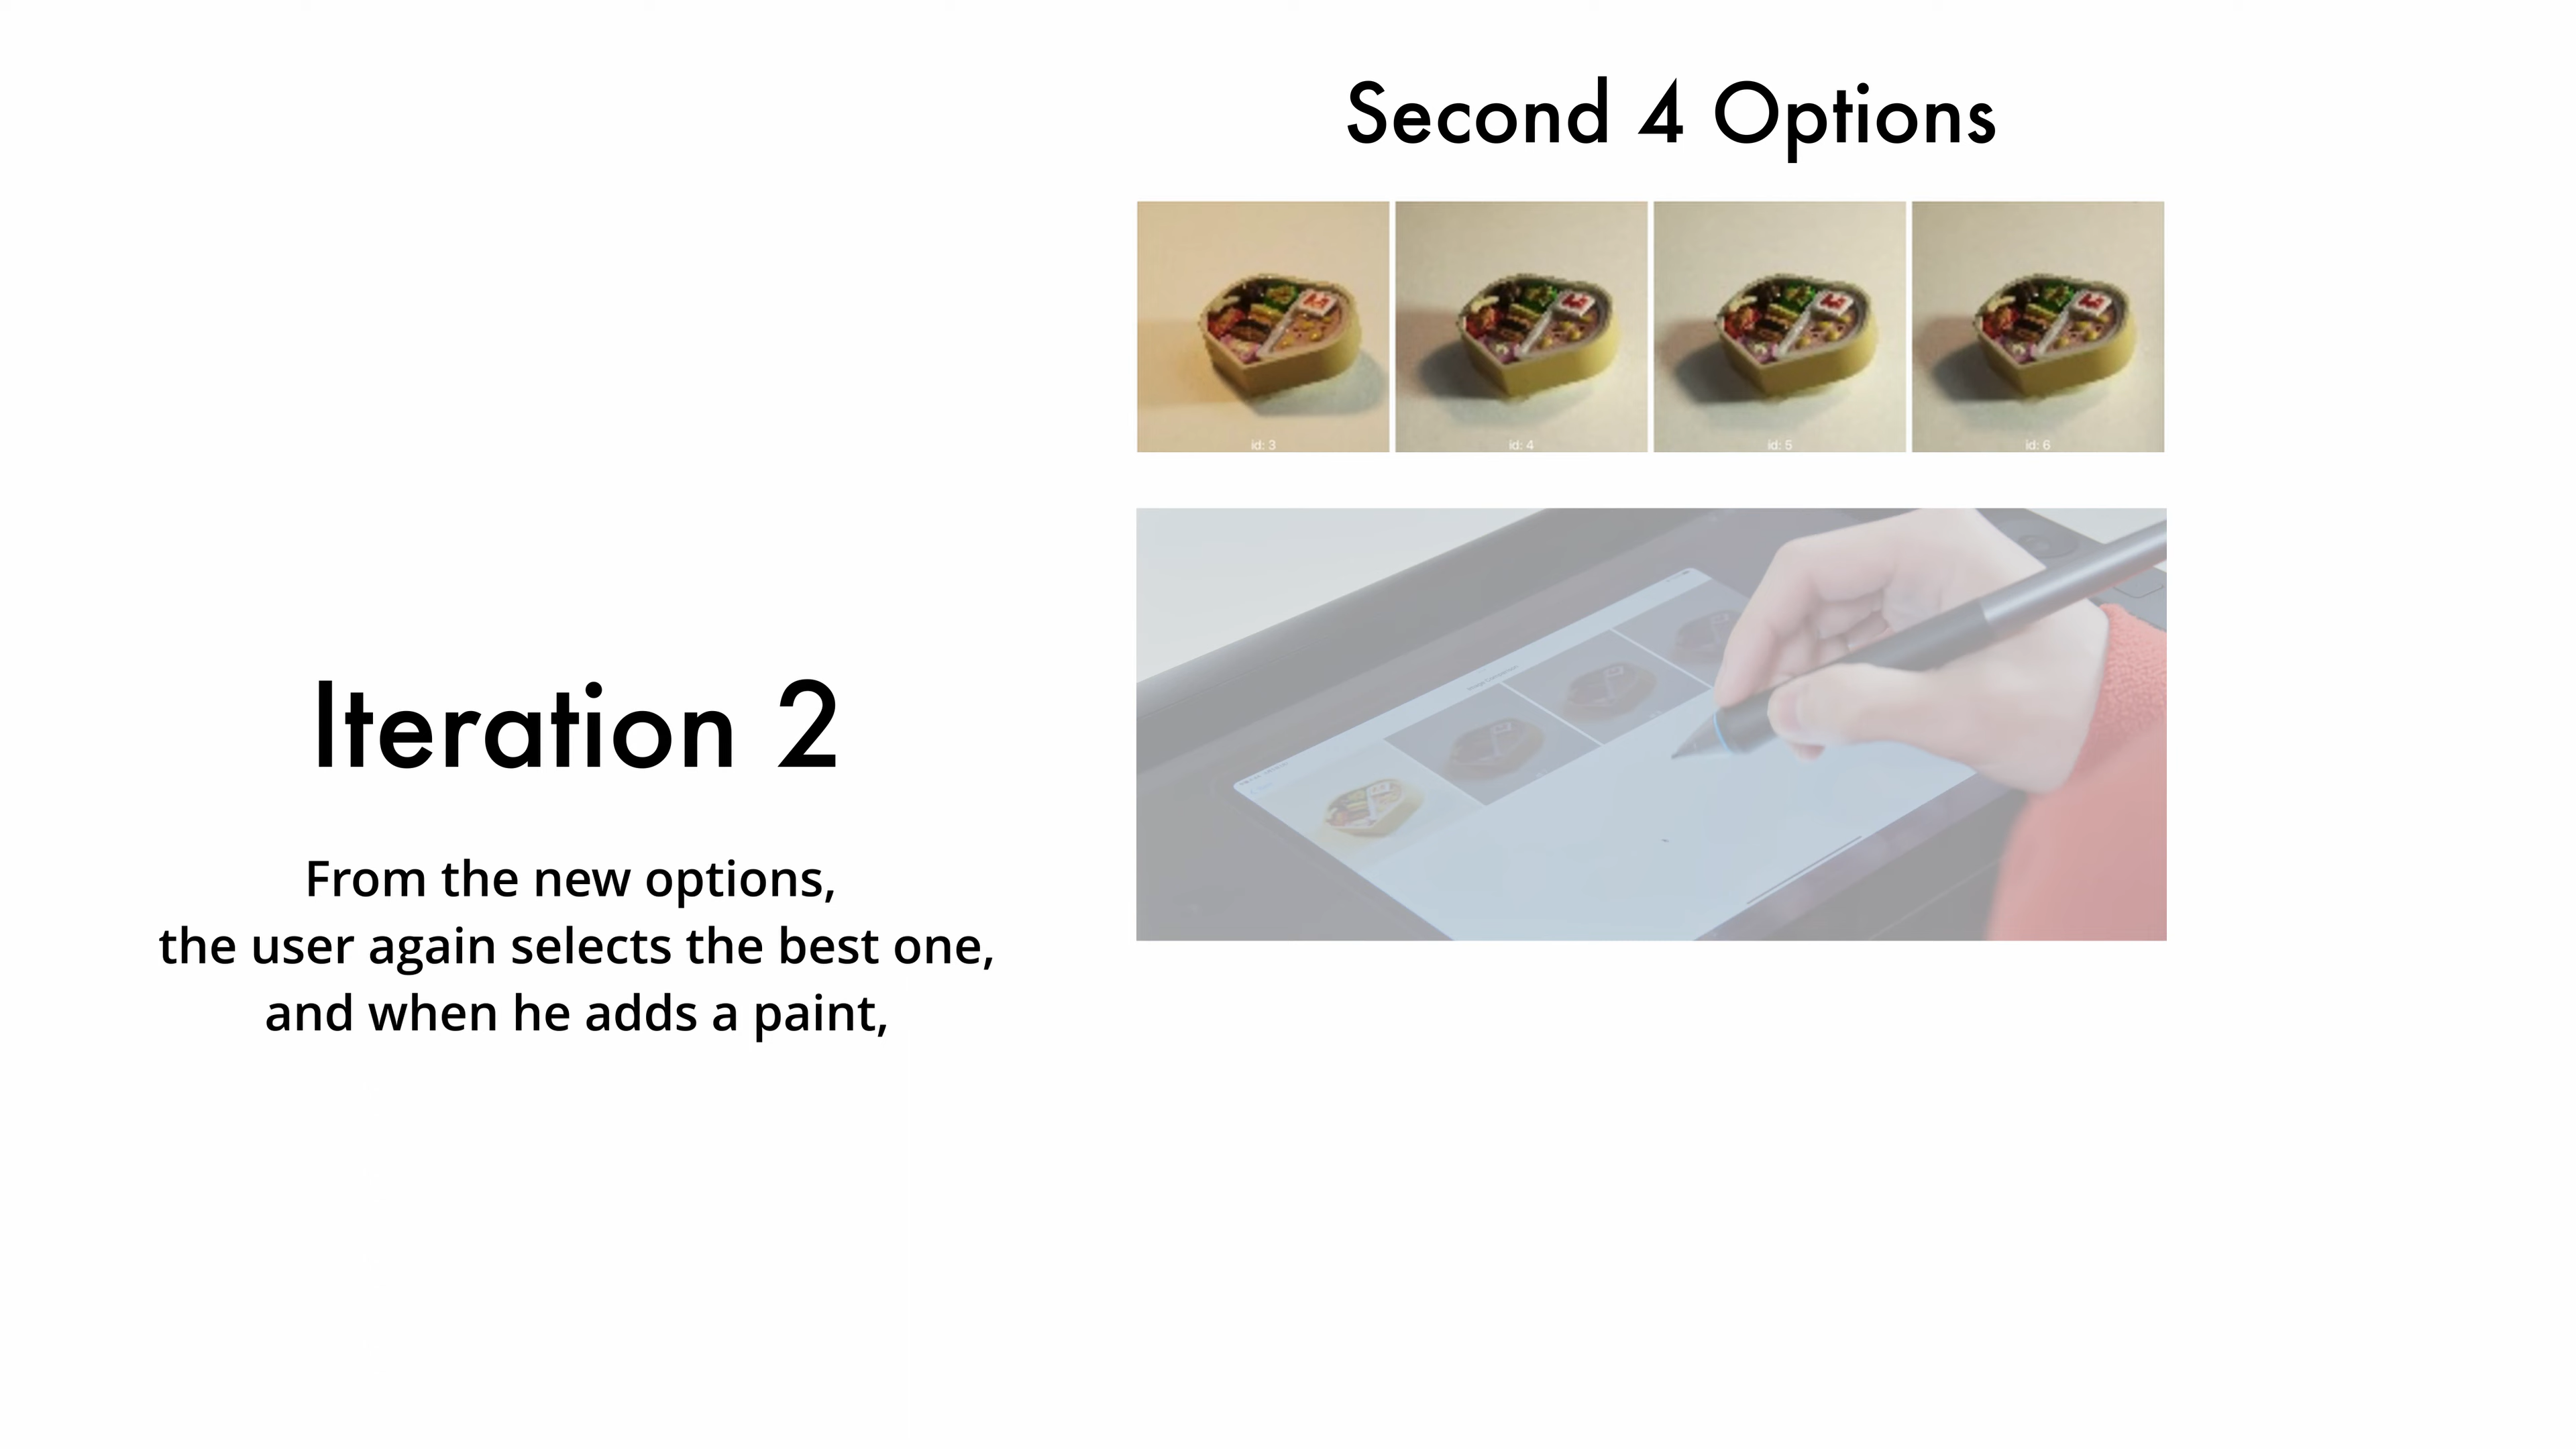 Second 4 Options
id: 3
id: 4
id: 5
id: 6
Iteration 2
From the new options,
the user again selects the best one,
and when he adds a paint,